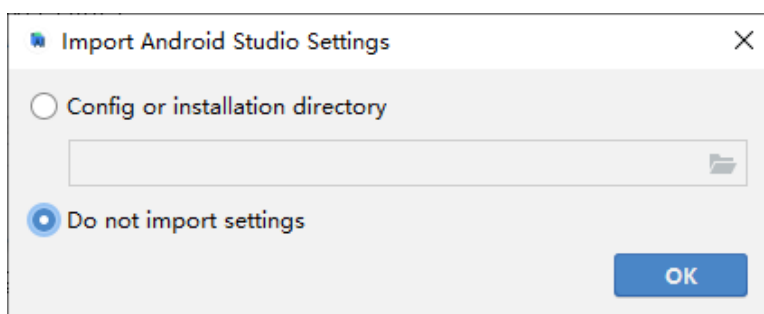 Import Android Studio Settings
Config or installation directory
Do not import settings
OK